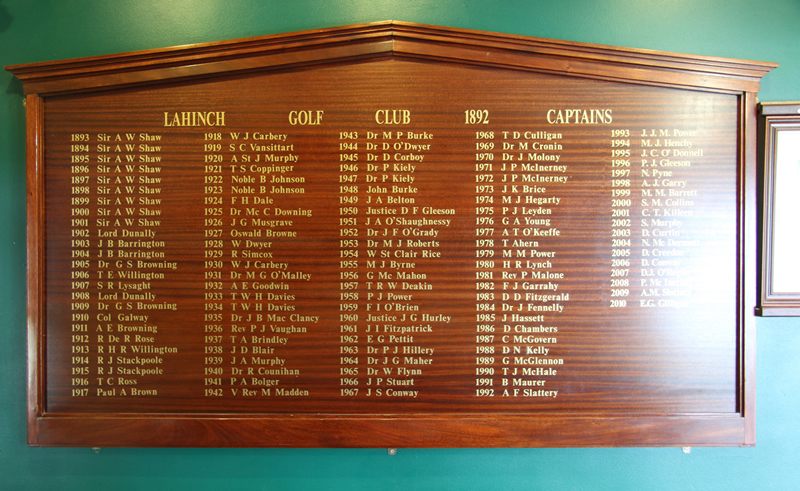 LAHINCH GOLF CLUB 1892 CAPTAINS
1893 Sir A W Shaw
1894 Sir A W Shaw
1895 Sir A W Shaw
1896 Sir A W Shaw
1897 Sir A W Shaw
1898 Sir A W Shaw
1899 Sir A W Shaw
1900 Sir A W Shaw
1901 Sir A W Shaw
1902 Lord Dunally
1903 J B Barrington
1904 J B Barrington
1905 Dr G S Browning
1906 T E Willington
1907 S R Lysaght
1908 Lord Dunally
1909 Dr G S Browning
1910 Col Galway
1911 A E Browning
1912 R De R Rose
1913 R H R Willington
1914 R J Stackpoole
1915 R J Stackpoole
1916 T C Ross
1917 Paul A Brown
1918 W J Carbery
1919 S C Vansittart
1920 A St J Murphy
1921 T S Coppinger
1922 Noble B Johnson
1923 Noble B Johnson
1924 F H Dale
1925 Dr Mc C Downing
1926 J G Musgrave
1927 Oswald Browne
1928 W Dwyer
1929 R Simcox
1930 W J Carbery
1931 Dr M G O'Malley
1932 A E Goodwin
1933 T W H Davies
1934 T W H Davies
1935 Dr J B Mac Clancy
1936 Rev P J Vaughan
1937 T A Brindley
1938 J D Blair
1939 J A Murphy
1940 Dr R Counihan
1941 P A Bolger
1942 V Rev M Madden
1943 Dr M P Burke
1944 Dr D O'Dwyer
1945 Dr D Corboy
1946 Dr P Kiely
1947 Dr P Kiely
1948 John Burke
1949 J A Belton
1950 Justice D F Gleeson
1951 J A O'Shaughnessy
1952 Dr J F O'Grady
1953 Dr M J Roberts
1954 W St Clair Rice
1955 M J Byrne
1956 G Mc Mahon
1957 T R W Deakin
1958 P J Power
1959 F I O'Brien
1960 Justice J G Hurley
1961 J I Fitzpatrick
1962 E G Pettit
1963 Dr P J Hillery
1964 Dr J G Maher
1965 Dr W Flynn
1966 J P Stuart
1967 J S Conway
1968 T D Culligan
1969 Dr M Cronin
1970 Dr J Molony
1971 J P McInerney
1972 J P McInerney
1973 J K Brice
1974 M J Hegarty
1975 P J Leyden
1976 G A Young
1977 A T O'Keeffe
1978 T Ahern
1979 M M Power
1980 H R Lynch
1981 Rev P Malone
1982 F J Garrahy
1983 D D Fitzgerald
1984 Dr J Fennelly
1985 J Hassett
1986 D Chambers
1987 C McGovern
1988 D N Kelly
1989 G McGlennon
1990 T J McHale
1991 B Maurer
1992 A F Slattery
1993 J. J. M. Power
1994 M. J. Henchy
1995 J. C. O' Donnell
1996 P. J. Gleeson
1997 N. Pyne
1998 A. J. Garry
1999 M. M. Barrett
2000 S. M. Collins
2001 C. T. Killeen
2002 S. Murphy
2003 D. Curtin
2004 N. Mc
2005 D.
2006 D.
2007 D.J.
2008 P. Mc
2009 A.M.
2010 E.G.